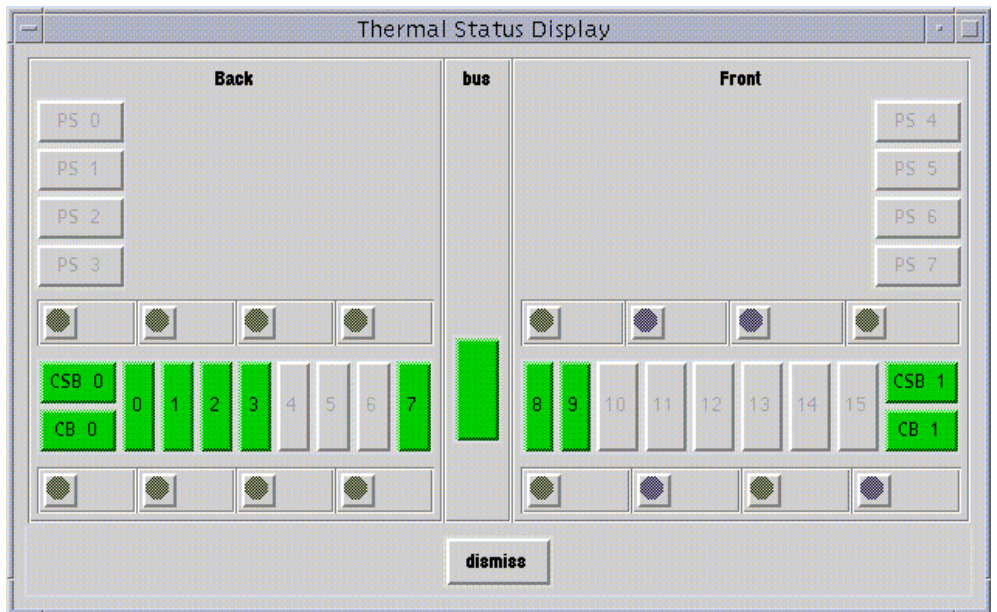 Thermal Status Display
Back
bus
Front
PS 0
PS 4
PS 1
PS 5
PS 2
PS 6
PS 3
PS 7
CSB 0
CB 0
0 1 2 3 4 5 6 7
8 9 10 11 12 13 14 15
CSB 1
CB 1
dismiss